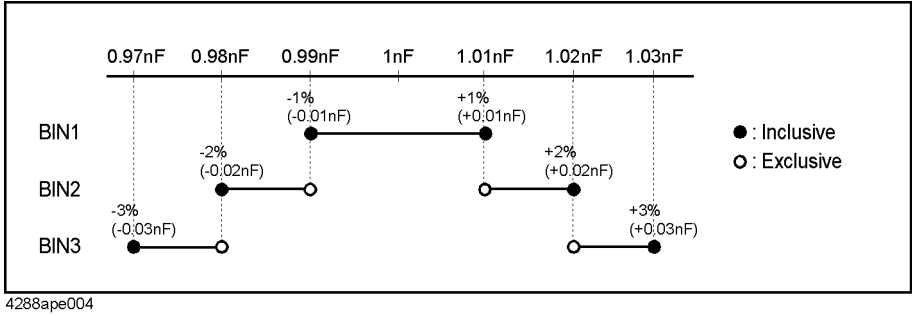 0.97nF 0.98nF 0.99nF 1nF 1.01nF 1.02nF 1.03nF
-1% +1%
(-0.01nF) (+0.01nF)
BIN1
● : Inclusive
-2% +2%
(-0.02nF) (+0.02nF)
○ : Exclusive
BIN2
-3% +3%
(-0.03nF) (+0.03nF)
BIN3
4288ape004